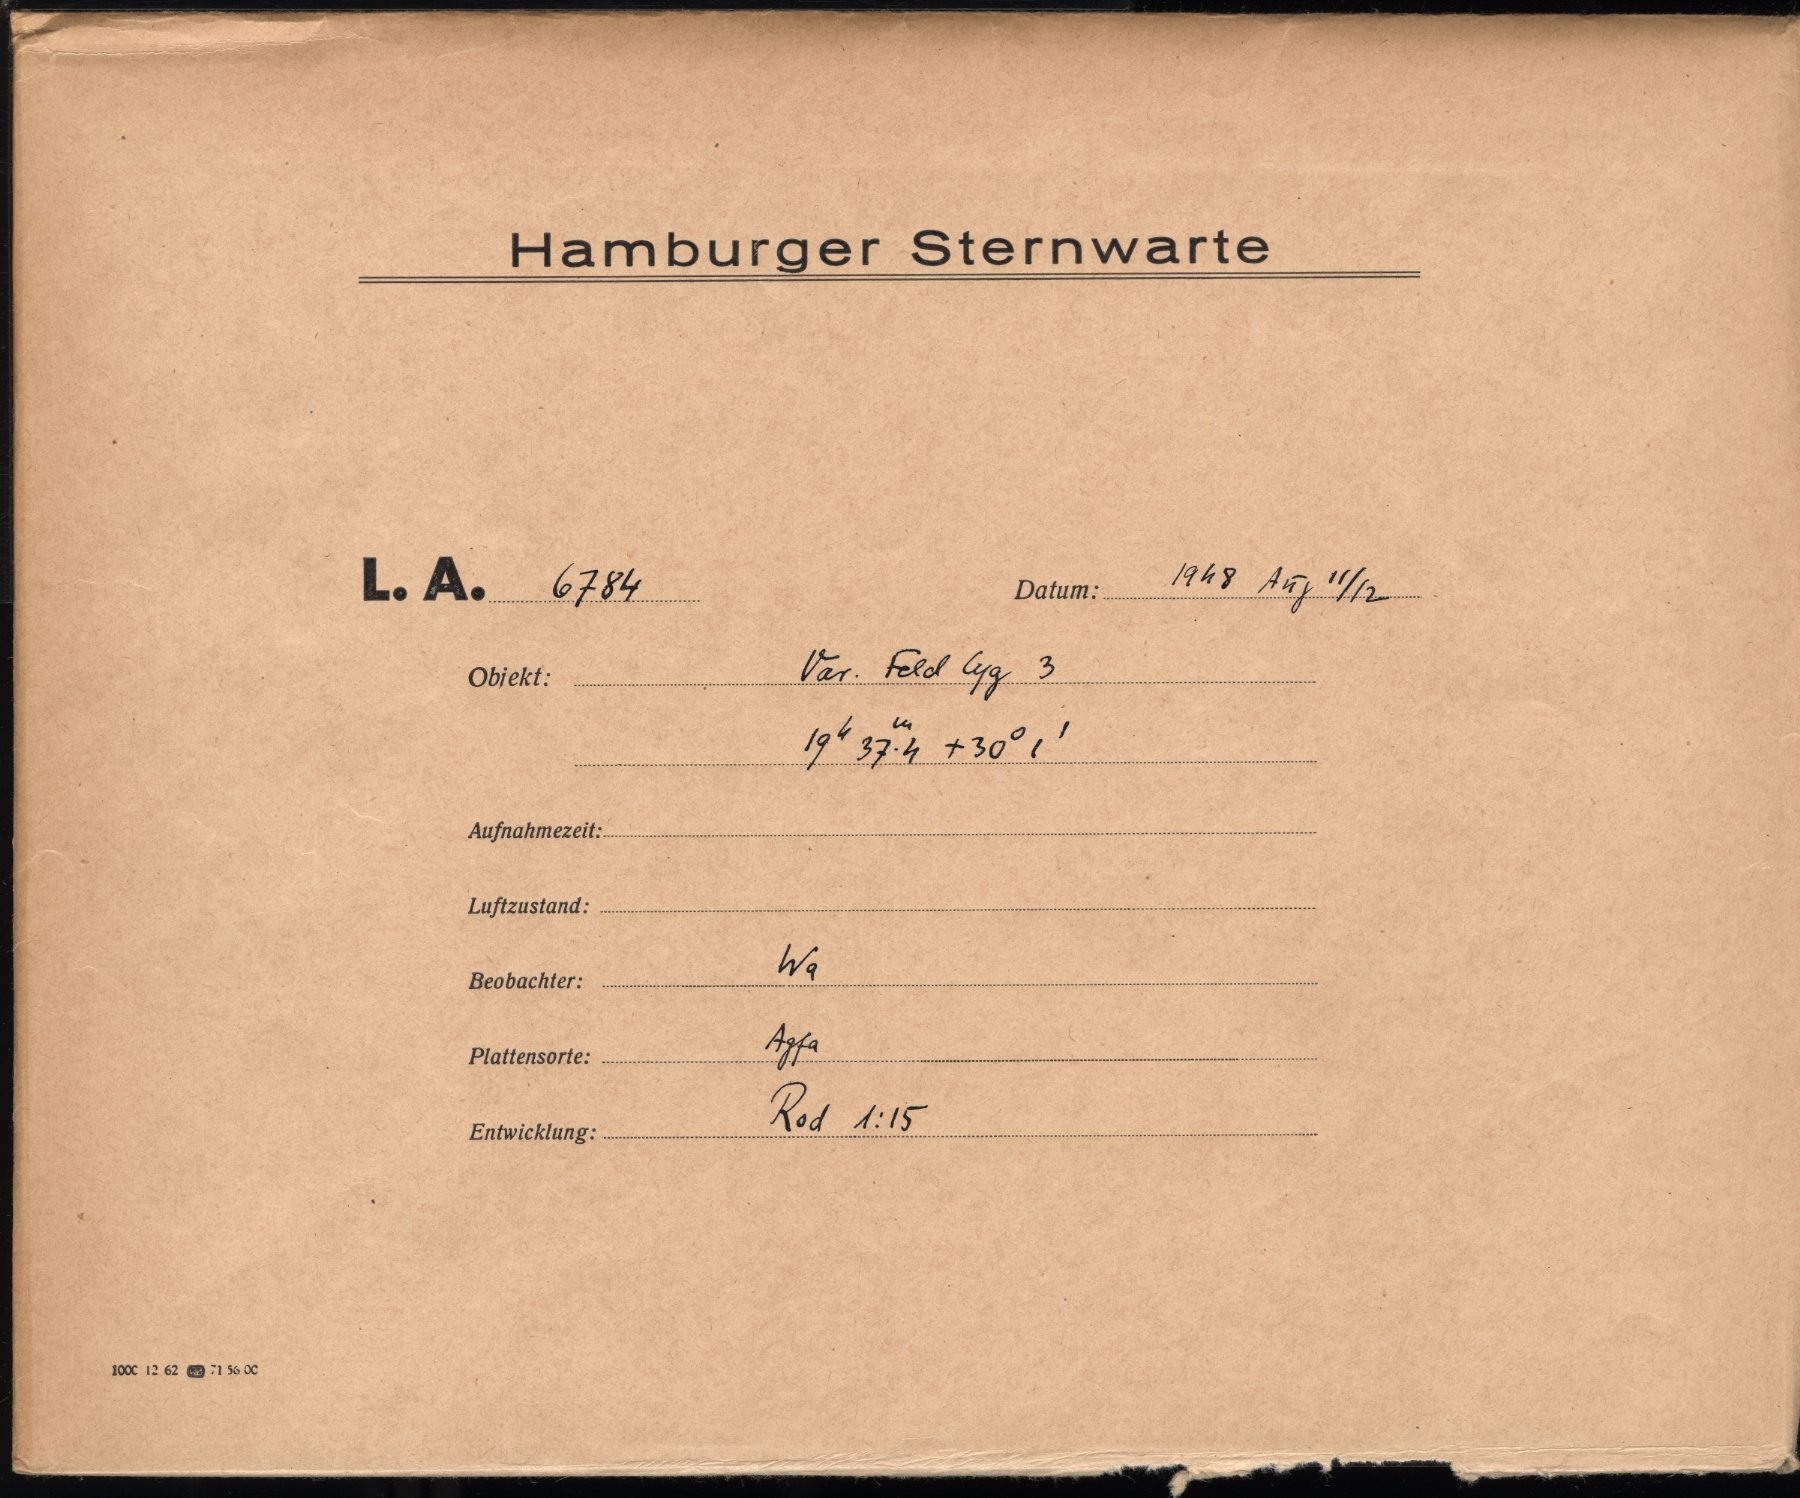 Hamburger Sternwarte
L. A. 6784 Datum: 1948 Aug 11/12
Objekt: Var. Feld Cyg 3
19h 37.4m +30° 1'
Aufnahmezeit:
Luftzustand:
Beobachter: Wa
Plattensorte: Agfa
Entwicklung: Rod 1:15
1000 12 62 71 56 00